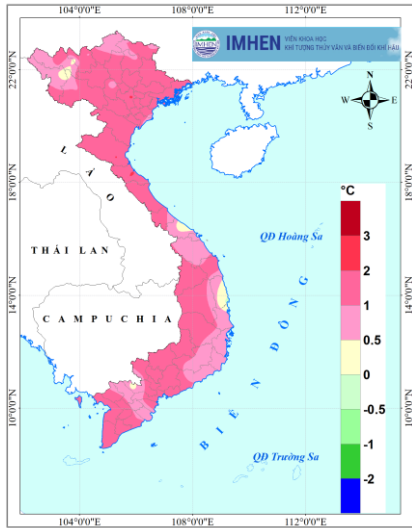 104°0'0"E 108°0'0"E 112°0'0"E
IMHEN VIỆN KHOA HỌC
KHÍ TƯỢNG THỦY VĂN VÀ BIẾN ĐỔI KHÍ HẬU
22°0'0"N 22°0'0"N
N
W E
S
LÀO
18°0'0"N 18°0'0"N
°C
3
2
1
0.5
0
-0.5
-1
-2
QĐ Hoàng Sa
THÁI LAN
14°0'0"N 14°0'0"N
CAMPUCHIA
BIỂN ĐÔNG
10°0'0"N 10°0'0"N
QĐ Trường Sa
104°0'0"E 108°0'0"E 112°0'0"E